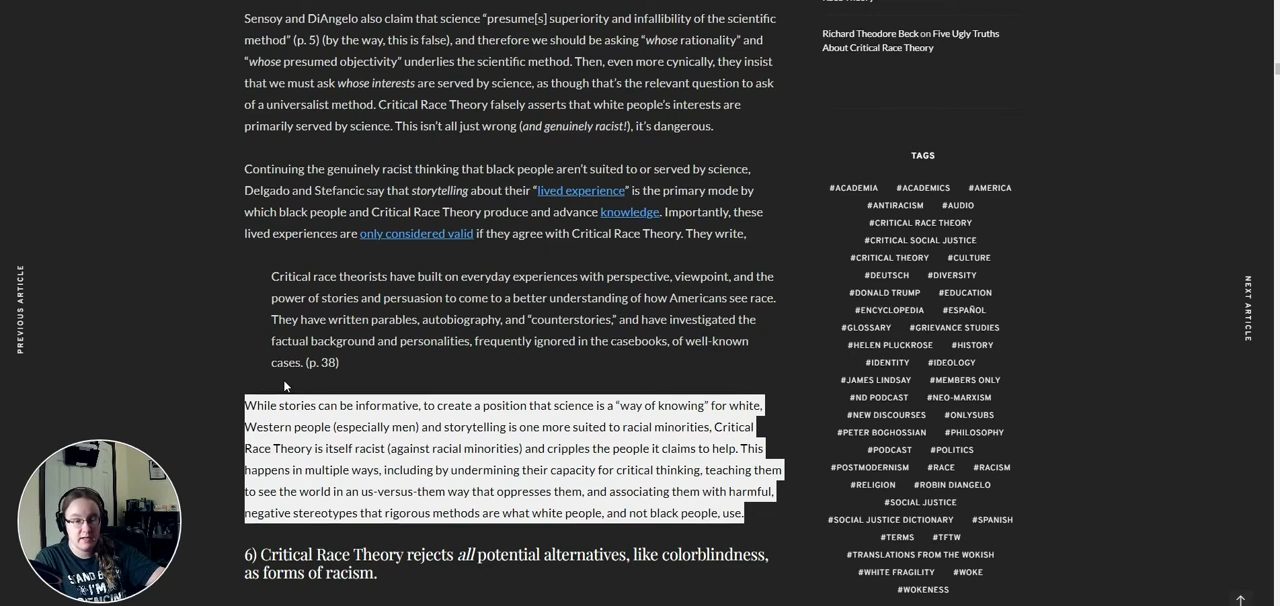 Sensoy and DiAngelo also claim that science “presume[s] superiority and infallibility of the scientific
method” (p. 5) (by the way, this is false), and therefore we should be asking “whose rationality” and
“whose presumed objectivity” underlies the scientific method. Then, even more cynically, they insist
that we must ask whose interests are served by science, as though that’s the relevant question to ask
of a universalist method. Critical Race Theory falsely asserts that white people’s interests are
primarily served by science. This isn’t all just wrong (and genuinely racist!), it’s dangerous.
Continuing the genuinely racist thinking that black people aren’t suited to or served by science,
Delgado and Stefancic say that storytelling about their “lived experience” is the primary mode by
which black people and Critical Race Theory produce and advance knowledge. Importantly, these
lived experiences are only considered valid if they agree with Critical Race Theory. They write,
Critical race theorists have built on everyday experiences with perspective, viewpoint, and the
power of stories and persuasion to come to a better understanding of how Americans see race.
They have written parables, autobiography, and “counterstories,” and have investigated the
factual background and personalities, frequently ignored in the casebooks, of well-known
cases. (p. 38)
While stories can be informative, to create a position that science is a “way of knowing” for white,
Western people (especially men) and storytelling is one more suited to racial minorities, Critical
Race Theory is itself racist (against racial minorities) and cripples the people it claims to help. This
happens in multiple ways, including by undermining their capacity for critical thinking, teaching them
to see the world in an us-versus-them way that oppresses them, and associating them with harmful,
negative stereotypes that rigorous methods are what white people, and not black people, use.
6) Critical Race Theory rejects all potential alternatives, like colorblindness,
as forms of racism.
Richard Theodore Beck on Five Ugly Truths
About Critical Race Theory
TAGS
#ACADEMIA #ACADEMICS #AMERICA
#ANTIRACISM #AUDIO
#CRITICAL RACE THEORY
#CRITICAL SOCIAL JUSTICE
#CRITICAL THEORY #CULTURE
#DEUTSCH #DIVERSITY
#DONALD TRUMP #EDUCATION
#ENCYCLOPEDIA #ESPAÑOL
#GLOSSARY #GRIEVANCE STUDIES
#HELEN PLUCKROSE #HISTORY
#IDENTITY #IDEOLOGY
#JAMES LINDSAY #MEMBERS ONLY
#ND PODCAST #NEO-MARXISM
#NEW DISCOURSES #ONLYSUBS
#PETER BOGHOSSIAN #PHILOSOPHY
#PODCAST #POLITICS
#POSTMODERNISM #RACE #RACISM
#RELIGION #ROBIN DIANGELO
#SOCIAL JUSTICE
#SOCIAL JUSTICE DICTIONARY #SPANISH
#TERMS #TFTW
#TRANSLATIONS FROM THE WOKISH
#WHITE FRAGILITY #WOKE
#WOKENESS
PREVIOUS ARTICLE
NEXT ARTICLE
STAND BACK
I'M